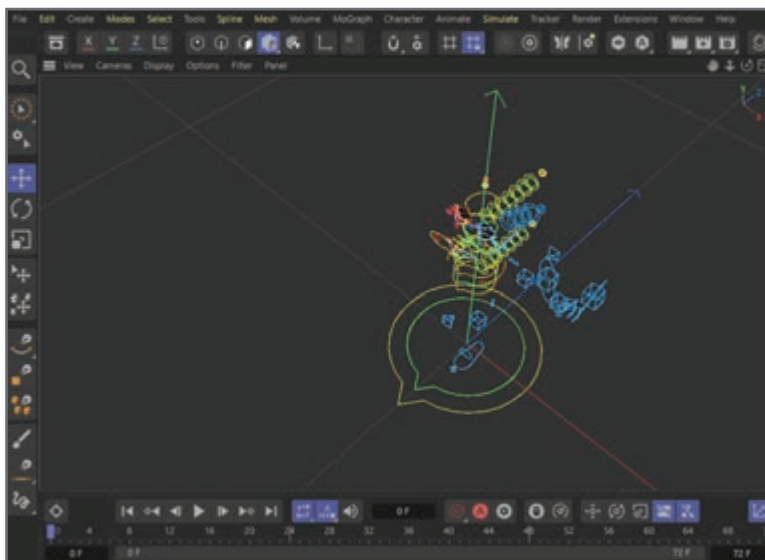 File Edit Create Modes Select Tools Spline Mesh Volume MoGraph Character Animate Simulate Tracker Render Extensions Window Help
X Y Z
View Cameras Display Options Filter Panel
Y Z X
0 F
0 4 8 12 16 20 24 28 32 36 40 44 48 52 56 60 64 68
0 F 0 F 72 F 72 F